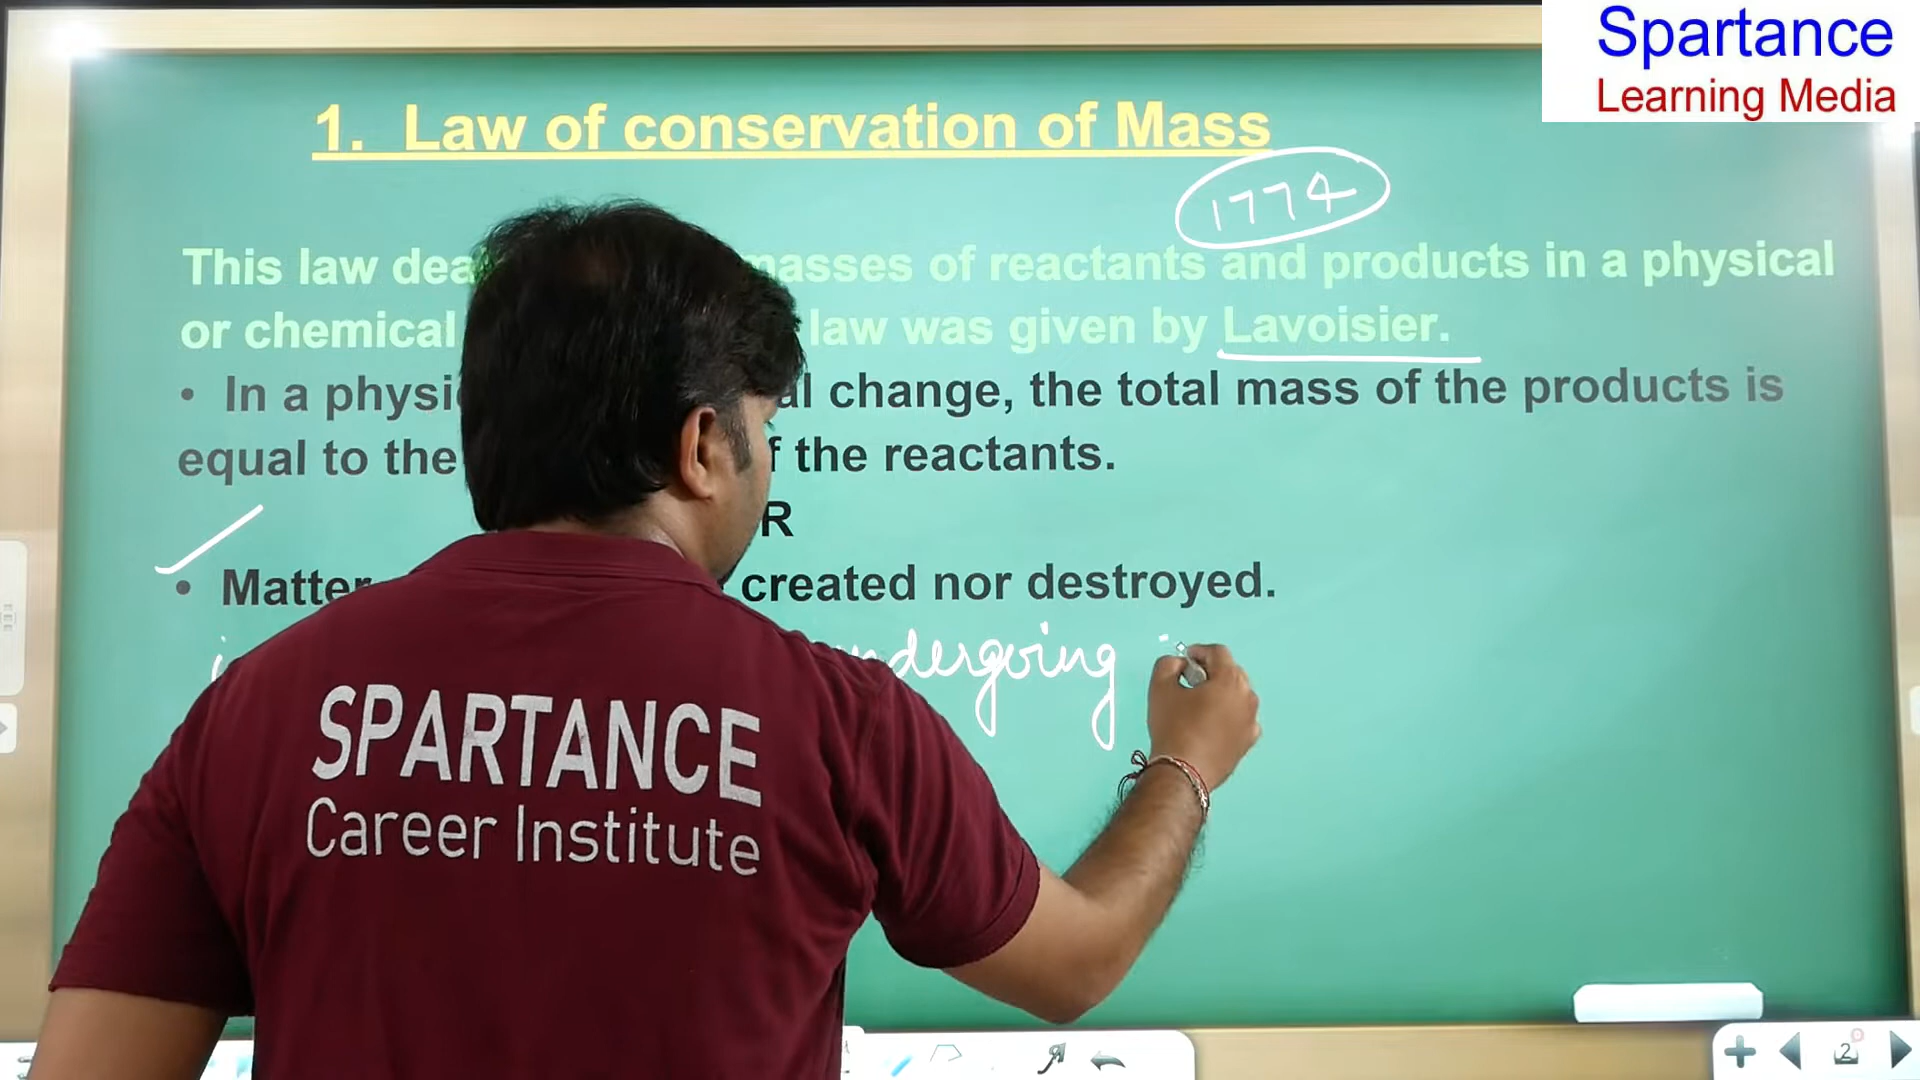 Spartance
Learning Media
1. Law of conservation of Mass
1774
This law masses of reactants and products in a physical
or chemical law was given by Lavoisier.
• In a change, the total mass of the products is
equal to the the reactants.
• Matter created nor destroyed.
undergoing
SPARTANCE
Career Institute
2